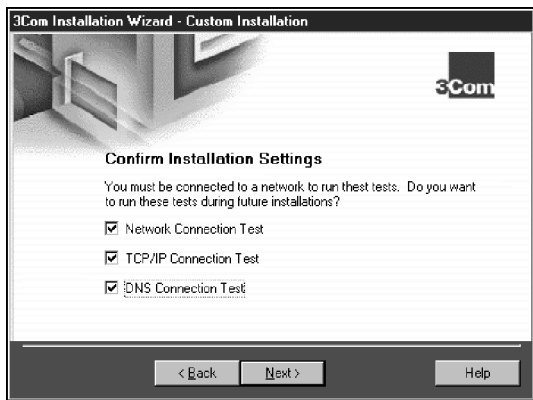 3Com Installation Wizard - Custom Installation
3Com
Confirm Installation Settings
You must be connected to a network to run thest tests. Do you want
to run these tests during future installations?
Network Connection Test
TCP/IP Connection Test
DNS Connection Test
< Back
Next >
Help